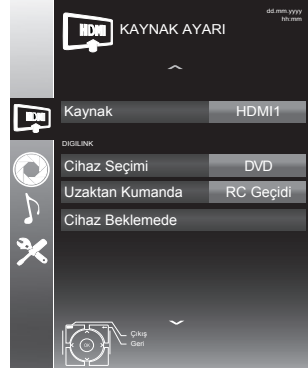 HDMI KAYNAK AYARI
dd.mm.yyyy
hh:mm
HDMI
Kaynak HDMI1
DIGILINK
Cihaz Seçimi DVD
Uzaktan Kumanda RC Geçidi
Cihaz Beklemede
Çıkış
OK Geri